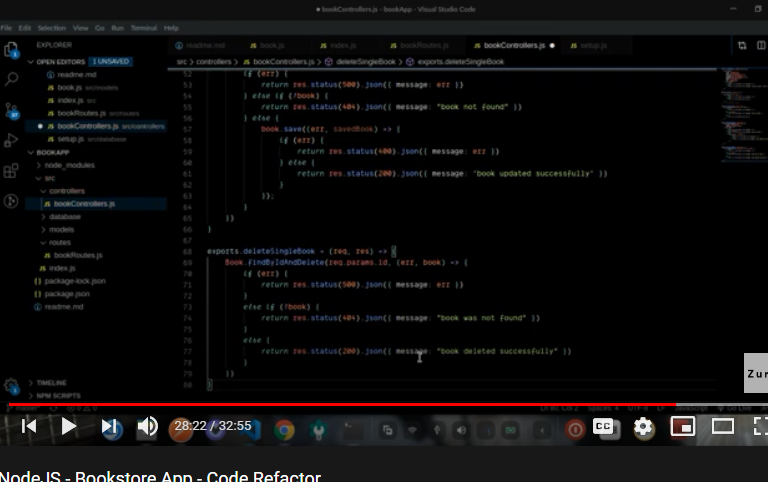 bookControllers.js - bookApp - Visual Studio Code
File Edit Selection View Go Run Terminal Help
EXPLORER
readme.md book.js index.js bookRoutes.js bookControllers.js setup.js
OPEN EDITORS 1 UNSAVED
src > controllers > bookControllers.js > deleteSingleBook > exports.deleteSingleBook
readme.md
book.js src/models
index.js src
bookRoutes.js src/routes
bookControllers.js src/controllers
setup.js src/database
BOOKAPP
node_modules
src
controllers
bookControllers.js
database
models
routes
bookRoutes.js
index.js
package-lock.json
package.json
readme.md
TIMELINE
NPM SCRIPTS
52 if (err) {
53 return res.status(500).json({ message: err })
54 } else if (!book) {
55 return res.status(404).json({ message: "book not found" })
56 } else {
57 book.save((err, savedBook) => {
58 if (err) {
59 return res.status(400).json({ message: err })
60 } else {
61 return res.status(200).json({ message: "book updated successfully" })
62 }
63 });
64 }
65 })
66 }
67
68 exports.deleteSingleBook = (req, res) => {
69 Book.findByIdAndDelete(req.params.id, (err, book) => {
70 if (err) {
71 return res.status(500).json({ message: err })
72 }
73 else if (!book) {
74 return res.status(404).json({ message: "book was not found" })
75 }
76 else {
77 return res.status(200).json({ message: "book deleted successfully" })
78 }
79 })
80 }
Zur
28:22 / 32:55
CC
NodeJS - Bookstore App - Code Refactor